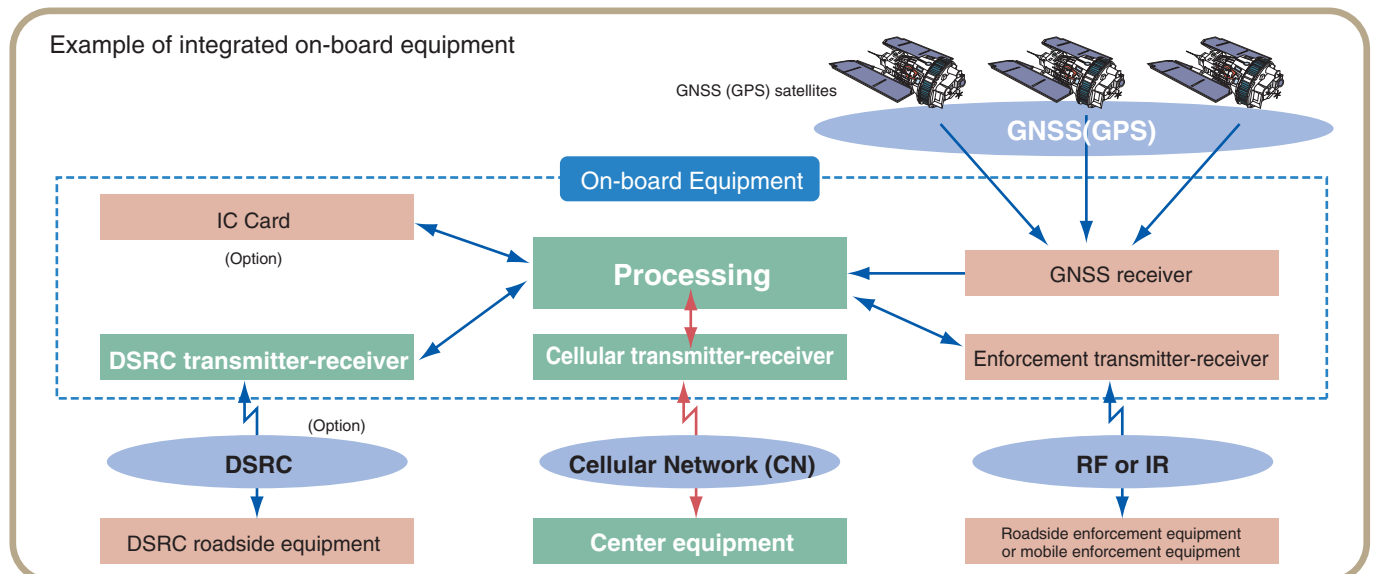 Example of integrated on-board equipment
GNSS (GPS) satellites
GNSS(GPS)
On-board Equipment
IC Card
(Option)
Processing
GNSS receiver
DSRC transmitter-receiver
Cellular transmitter-receiver
Enforcement transmitter-receiver
(Option)
DSRC
Cellular Network (CN)
RF or IR
DSRC roadside equipment
Center equipment
Roadside enforcement equipment
or mobile enforcement equipment